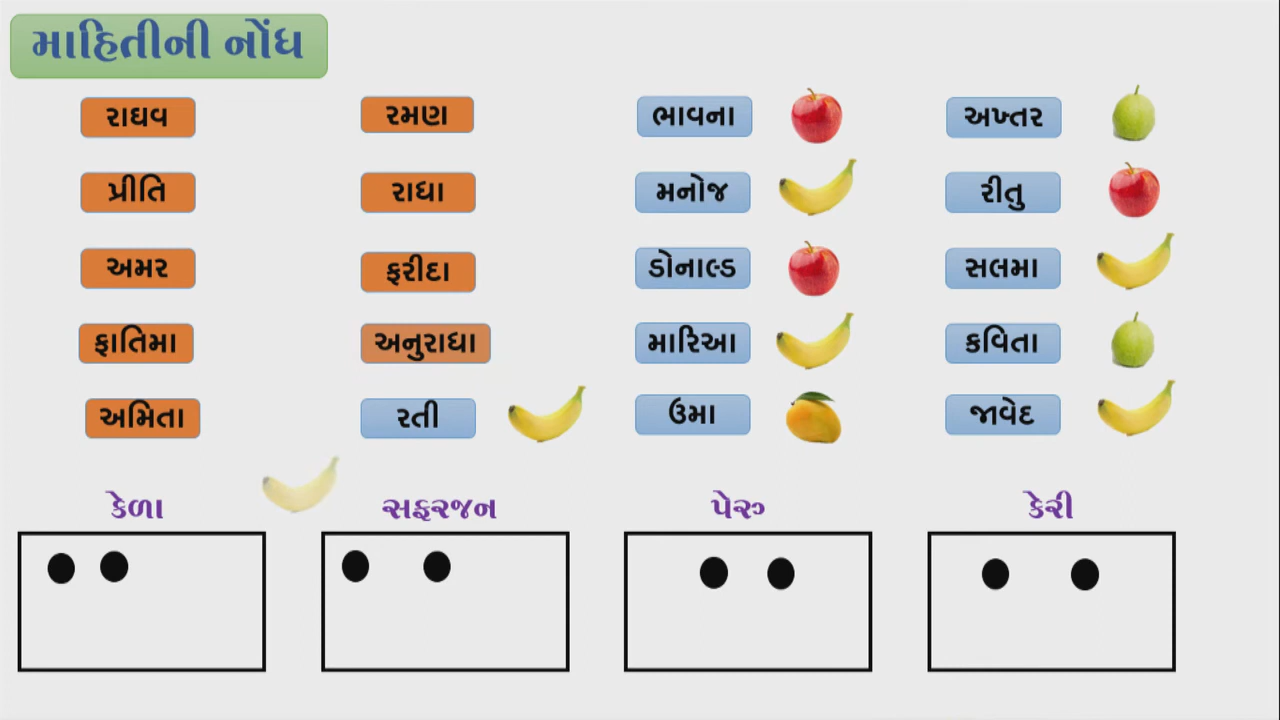 માહિતીની નોંધ
રાઘવ રમણ ભાવના અખ્તર
પ્રીતિ રાધા મનોજ રીતુ
અમર ફરીદા ડોનાલ્ડ સલમા
ફાતિમા અનુરાધા મારિઆ કવિતા
અમિતા રતી ઉમા જાવેદ
કેળા સફરજન પેરુ કેરી